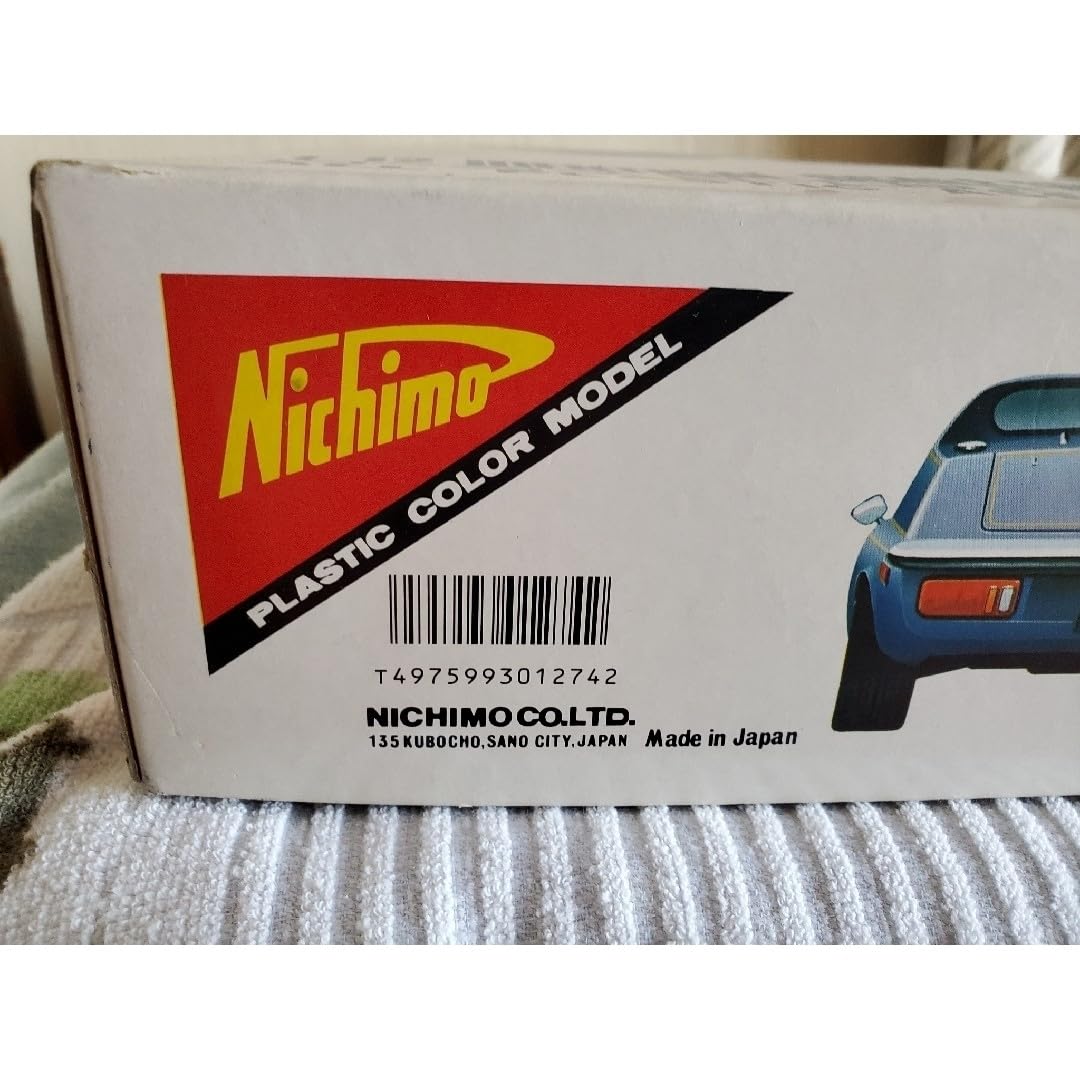 Nichimo
PLASTIC COLOR MODEL
T4975993012742
NICHIMO CO.LTD.
135 KUBOCHO, SANO CITY, JAPAN Made in Japan